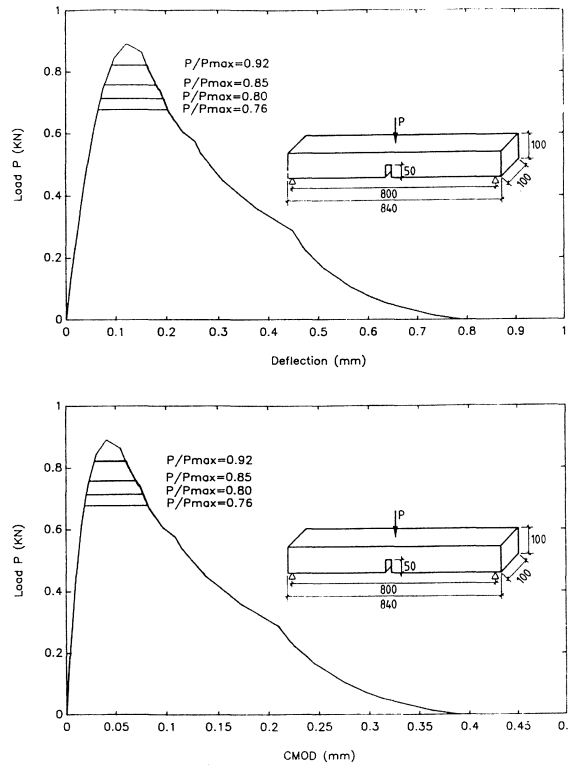 1
P/Pmax=0.92
0.8
P/Pmax=0.85
P/Pmax=0.80
P/Pmax=0.76
Load P (KN)
0.6
P
100
50
0.4
800
100
840
0.2
0
0 0.1 0.2 0.3 0.4 0.5 0.6 0.7 0.8 0.9 1
Deflection (mm)
1
P/Pmax=0.92
0.8
P/Pmax=0.85
P/Pmax=0.80
P/Pmax=0.76
Load P (KN)
0.6
P
100
50
0.4
800
100
840
0.2
0
0 0.05 0.1 0.15 0.2 0.25 0.3 0.35 0.4 0.45 0.
CMOD (mm)